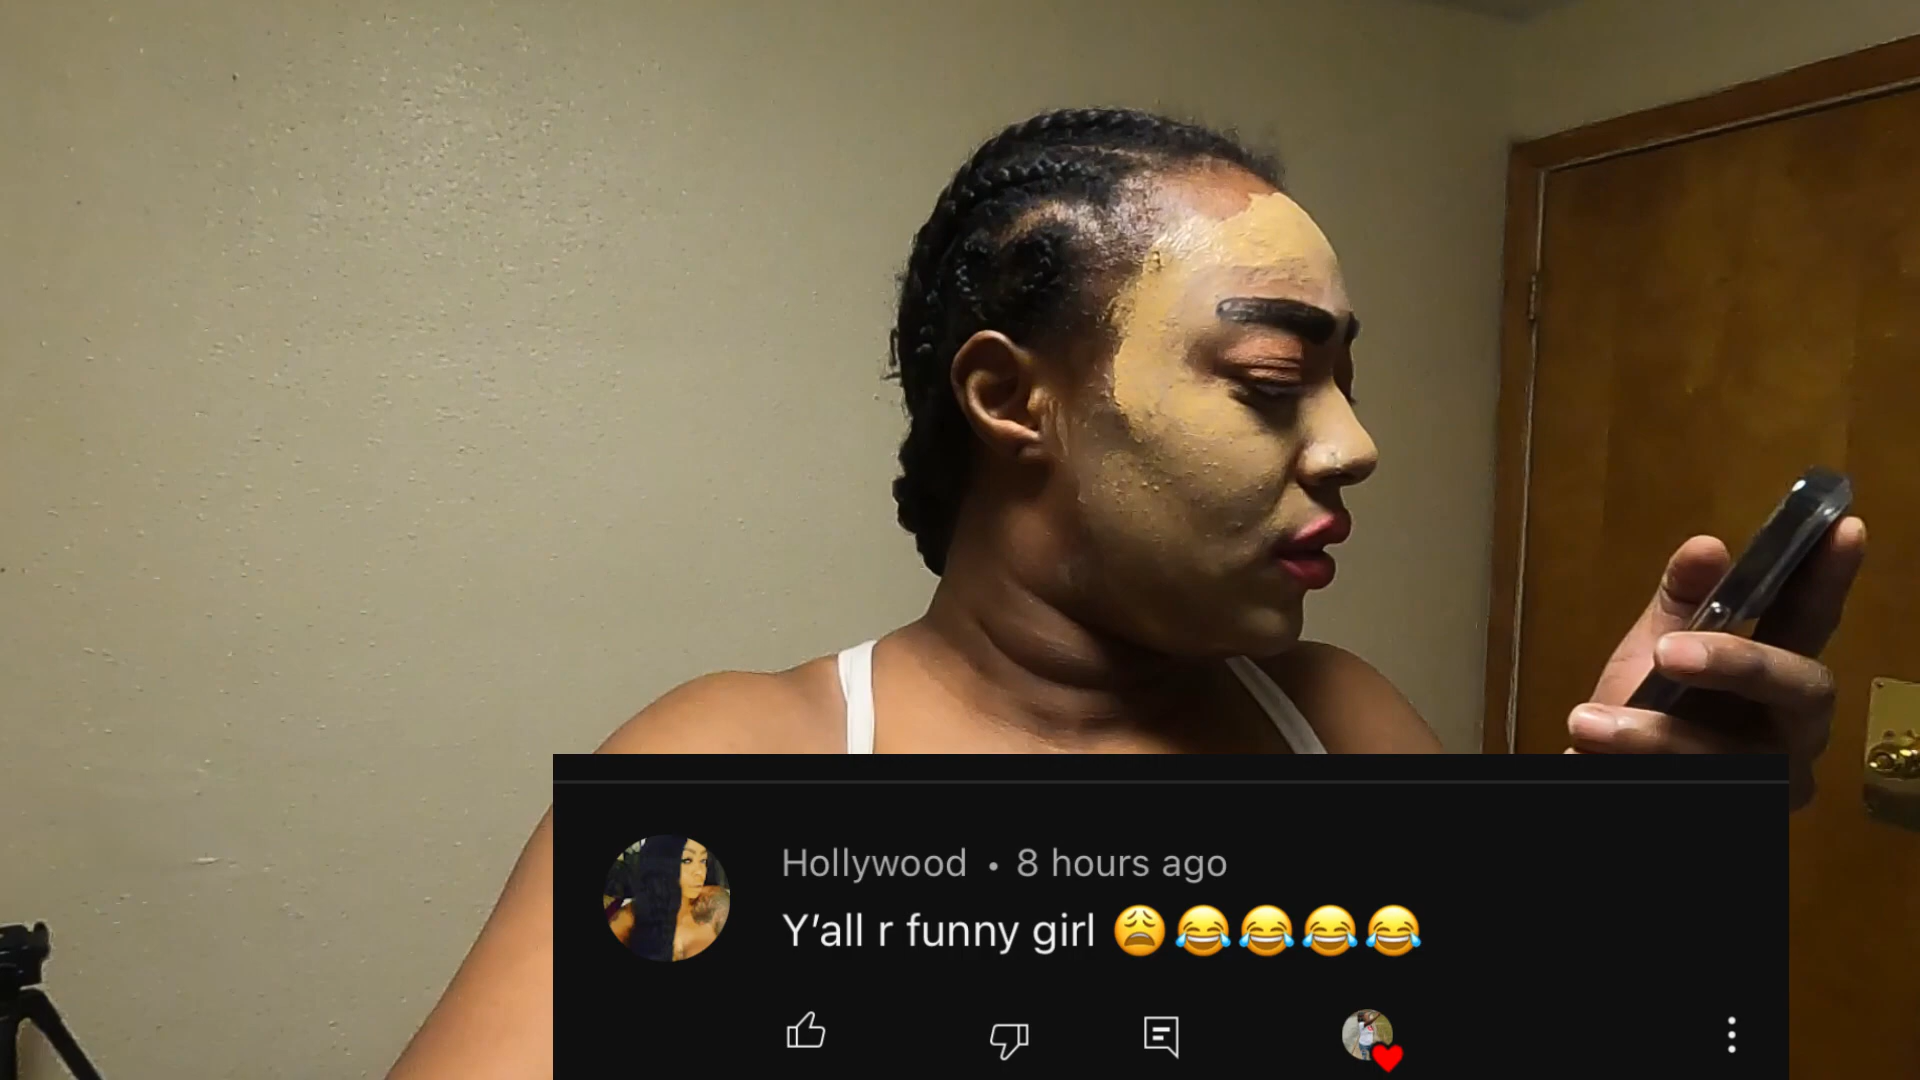 Hollywood • 8 hours ago
Y'all r funny girl 😩😂😂😂😂